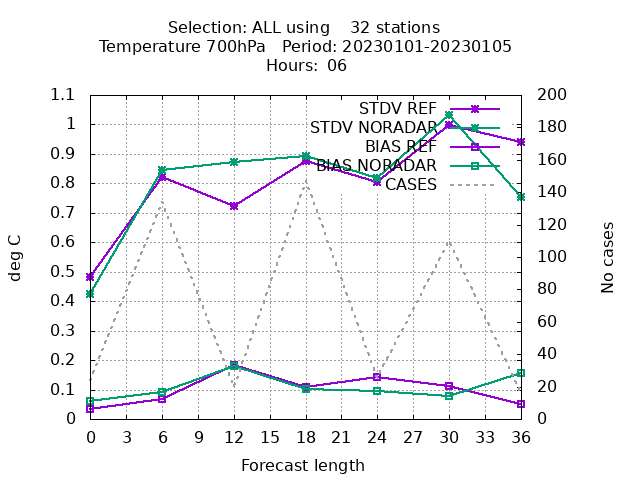 Selection: ALL using    32 stations
Temperature 700hPa   Period: 20230101-20230105
Hours: 06
STDV REF
STDV NORADAR
BIAS REF
BIAS NORADAR
CASES
1.1
1
0.9
0.8
0.7
0.6
0.5
0.4
0.3
0.2
0.1
0
deg C
200
180
160
140
120
100
80
60
40
20
0
No cases
0 3 6 9 12 15 18 21 24 27 30 33 36
Forecast length